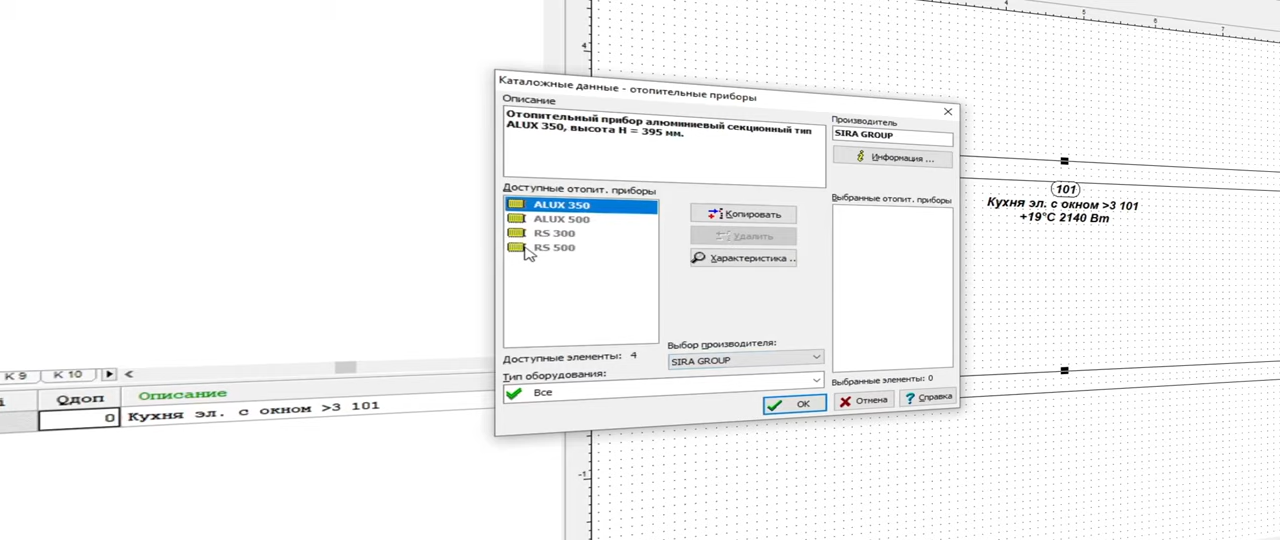 4
5
6
7
4
Каталожные данные - отопительные приборы
Описание
Отопительный прибор алюминиевый секционный тип
ALUX 350, высота H = 395 мм.
Производитель
SIRA GROUP
Информация ...
Доступные отопит. приборы
ALUX 350
ALUX 500
RS 300
RS 500
Копировать
Удалить
Характеристика ..
Выбранные отопит. приборы
Доступные элементы: 4
Выбор производителя:
SIRA GROUP
Тип оборудования:
Все
Выбранные элементы: 0
OK
Отмена
Справка
101
Кухня эл. с окном >3 101
+19°C 2140 Вт
K 9
K 10
Qдоп
Описание
0
Кухня эл. с окном >3 101
-1